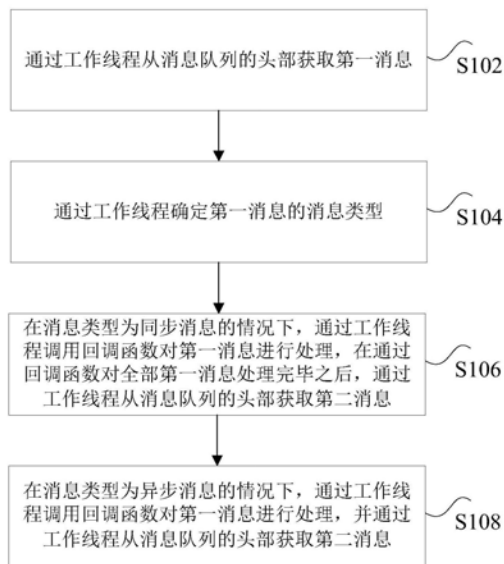 通过工作线程从消息队列的头部获取第一消息
S102
通过工作线程确定第一消息的消息类型
S104
在消息类型为同步消息的情况下，通过工作线
程调用回调函数对第一消息进行处理，在通过
回调函数对全部第一消息处理完毕之后，通过
工作线程从消息队列的头部获取第二消息
S106
在消息类型为异步消息的情况下，通过工作线
程调用回调函数对第一消息进行处理，并通过
工作线程从消息队列的头部获取第二消息
S108